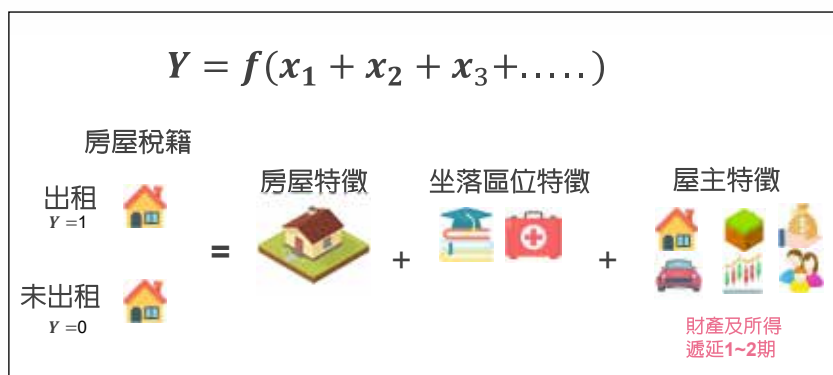 Y = f(x₁ + x₂ + x₃+.....)
房屋稅籍
出租
Y =1
未出租
Y =0
=
房屋特徵
+
坐落區位特徵
+
屋主特徵
財產及所得
遞延1~2期